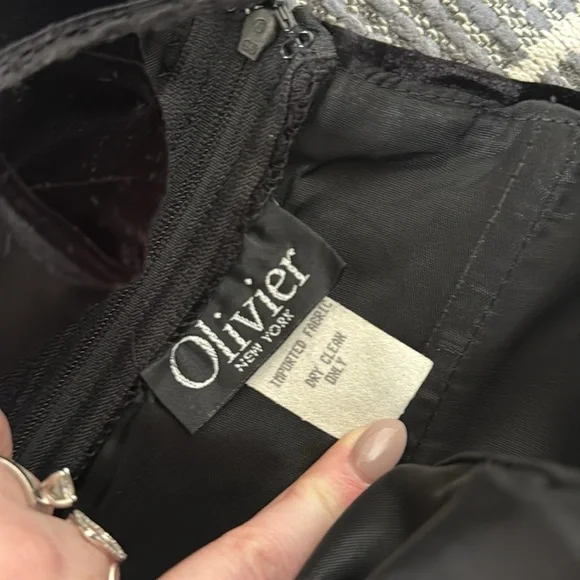 Olivier
NEW YORK
IMPORTED FABRIC
DRY CLEAN
ONLY